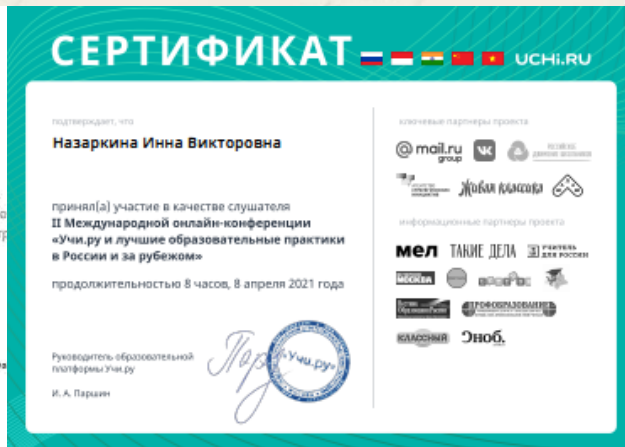 СЕРТИФИКАТ
UCHi.RU
подтверждает, что
Назаркина Инна Викторовна
принял(а) участие в качестве слушателя
II Международной онлайн-конференции
«Учи.ру и лучшие образовательные практики
в России и за рубежом»
продолжительностью 8 часов, 8 апреля 2021 года
Руководитель образовательной
платформы Учи.ру
И. А. Паршин
«Учи.ру»
ключевые партнеры проекта
@mail.ru
group
Живая классика
информационные партнеры проекта
мел
ТАКИЕ ДЕЛА
УЧИТЕЛЬ
ДЛЯ РОССИИ
МОСКВА
ПРОФОБРАЗОВАНИЕ
КЛАССНЫЙ
Сноб.